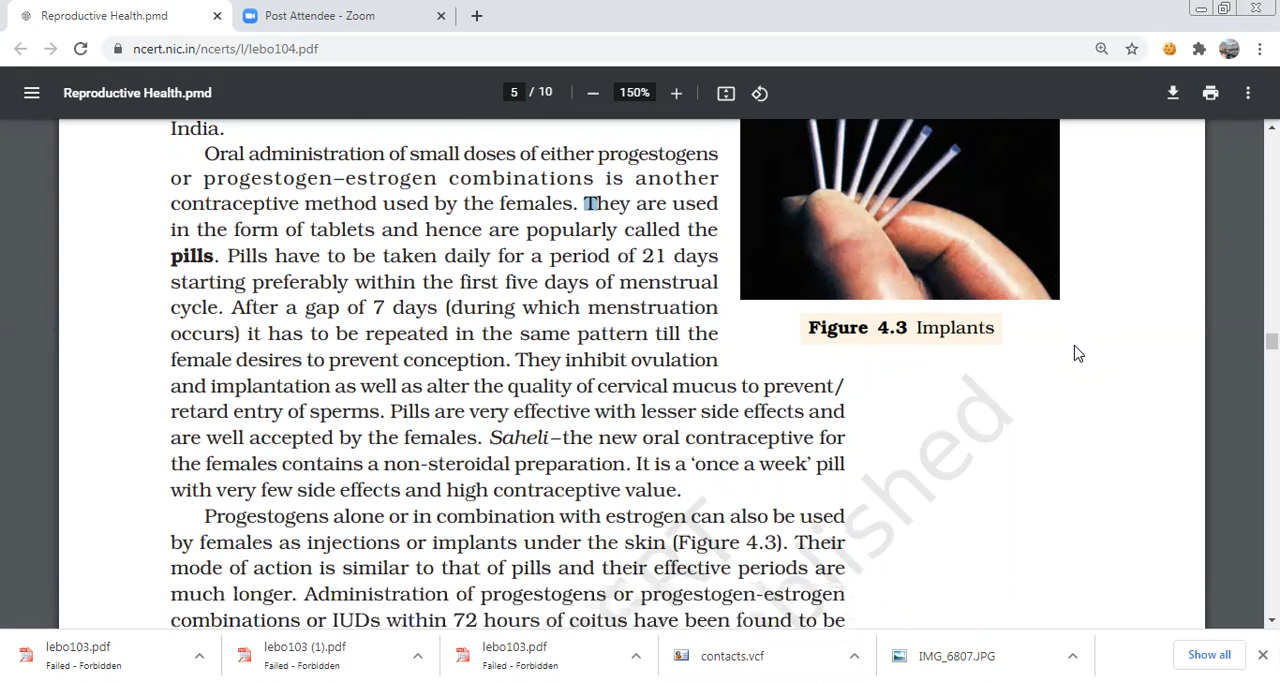 Reproductive Health.pmd
Post Attendee - Zoom
ncert.nic.in/ncerts/l/lebo104.pdf
Reproductive Health.pmd
5 / 10
150%
India.
Oral administration of small doses of either progestogens
or progestogen–estrogen combinations is another
contraceptive method used by the females. They are used
in the form of tablets and hence are popularly called the
pills. Pills have to be taken daily for a period of 21 days
starting preferably within the first five days of menstrual
cycle. After a gap of 7 days (during which menstruation
occurs) it has to be repeated in the same pattern till the
female desires to prevent conception. They inhibit ovulation
and implantation as well as alter the quality of cervical mucus to prevent/
retard entry of sperms. Pills are very effective with lesser side effects and
are well accepted by the females. Saheli–the new oral contraceptive for
the females contains a non-steroidal preparation. It is a ‘once a week’ pill
with very few side effects and high contraceptive value.
Progestogens alone or in combination with estrogen can also be used
by females as injections or implants under the skin (Figure 4.3). Their
mode of action is similar to that of pills and their effective periods are
much longer. Administration of progestogens or progestogen-estrogen
combinations or IUDs within 72 hours of coitus have been found to be
Figure 4.3 Implants
lebo103.pdf
Failed - Forbidden
lebo103 (1).pdf
Failed - Forbidden
lebo103.pdf
Failed - Forbidden
contacts.vcf
IMG_6807.JPG
Show all